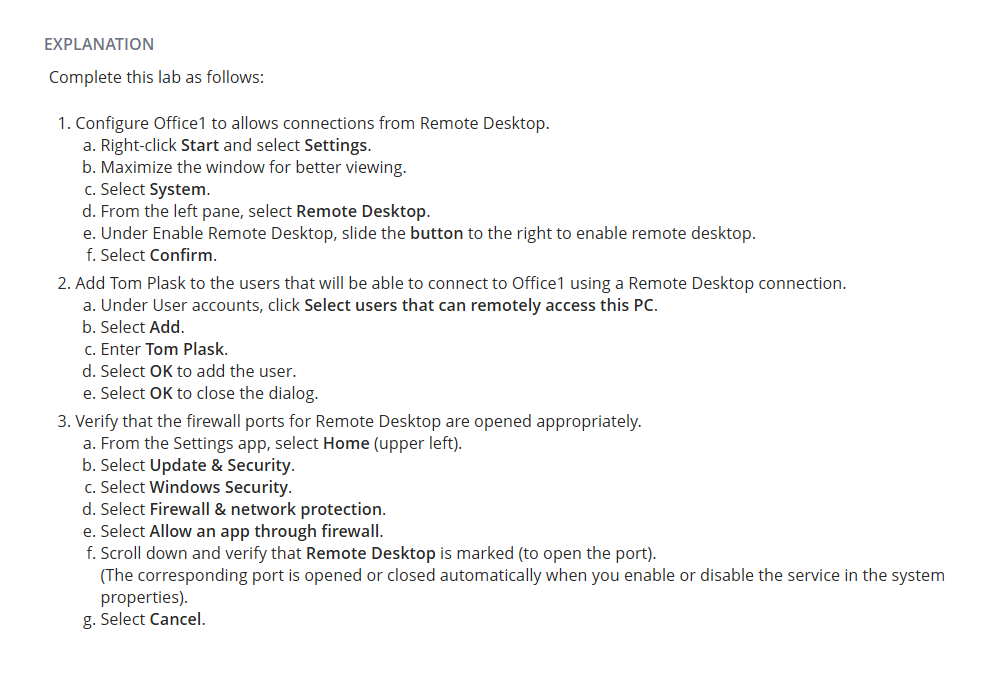 EXPLANATION
Complete this lab as follows:
1. Configure Office1 to allows connections from Remote Desktop.
a. Right-click Start and select Settings.
b. Maximize the window for better viewing.
c. Select System.
d. From the left pane, select Remote Desktop.
e. Under Enable Remote Desktop, slide the button to the right to enable remote desktop.
f. Select Confirm.
2. Add Tom Plask to the users that will be able to connect to Office1 using a Remote Desktop connection.
a. Under User accounts, click Select users that can remotely access this PC.
b. Select Add.
c. Enter Tom Plask.
d. Select OK to add the user.
e. Select OK to close the dialog.
3. Verify that the firewall ports for Remote Desktop are opened appropriately.
a. From the Settings app, select Home (upper left).
b. Select Update & Security.
c. Select Windows Security.
d. Select Firewall & network protection.
e. Select Allow an app through firewall.
f. Scroll down and verify that Remote Desktop is marked (to open the port).
(The corresponding port is opened or closed automatically when you enable or disable the service in the system
properties).
g. Select Cancel.